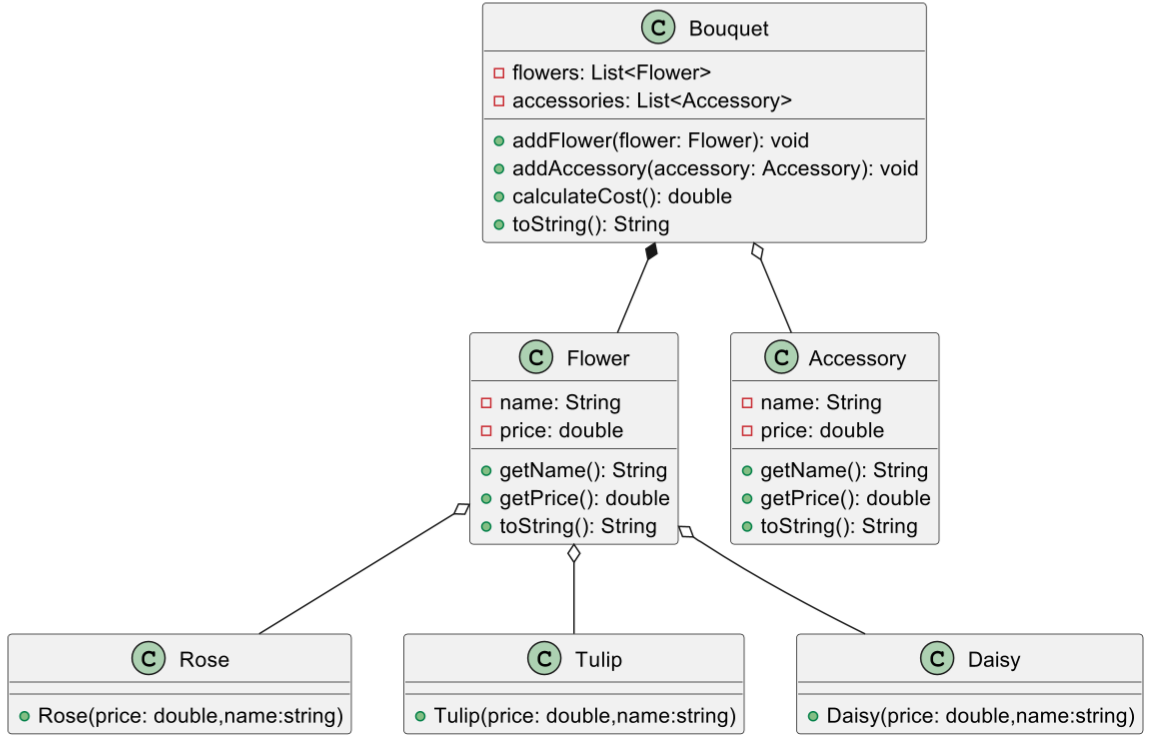 C Bouquet
flowers: List<Flower>
accessories: List<Accessory>
addFlower(flower: Flower): void
addAccessory(accessory: Accessory): void
calculateCost(): double
toString(): String
C Flower
name: String
price: double
getName(): String
getPrice(): double
toString(): String
C Accessory
name: String
price: double
getName(): String
getPrice(): double
toString(): String
C Rose
Rose(price: double,name:string)
C Tulip
Tulip(price: double,name:string)
C Daisy
Daisy(price: double,name:string)